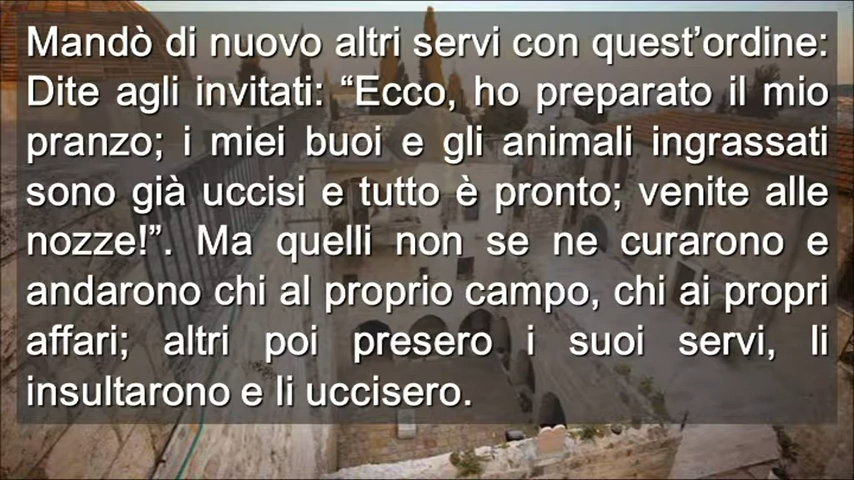 Mandò di nuovo altri servi con quest’ordine:
Dite agli invitati: “Ecco, ho preparato il mio
pranzo; i miei buoi e gli animali ingrassati
sono già uccisi e tutto è pronto; venite alle
nozze!”. Ma quelli non se ne curarono e
andarono chi al proprio campo, chi ai propri
affari; altri poi presero i suoi servi, li
insultarono e li uccisero.